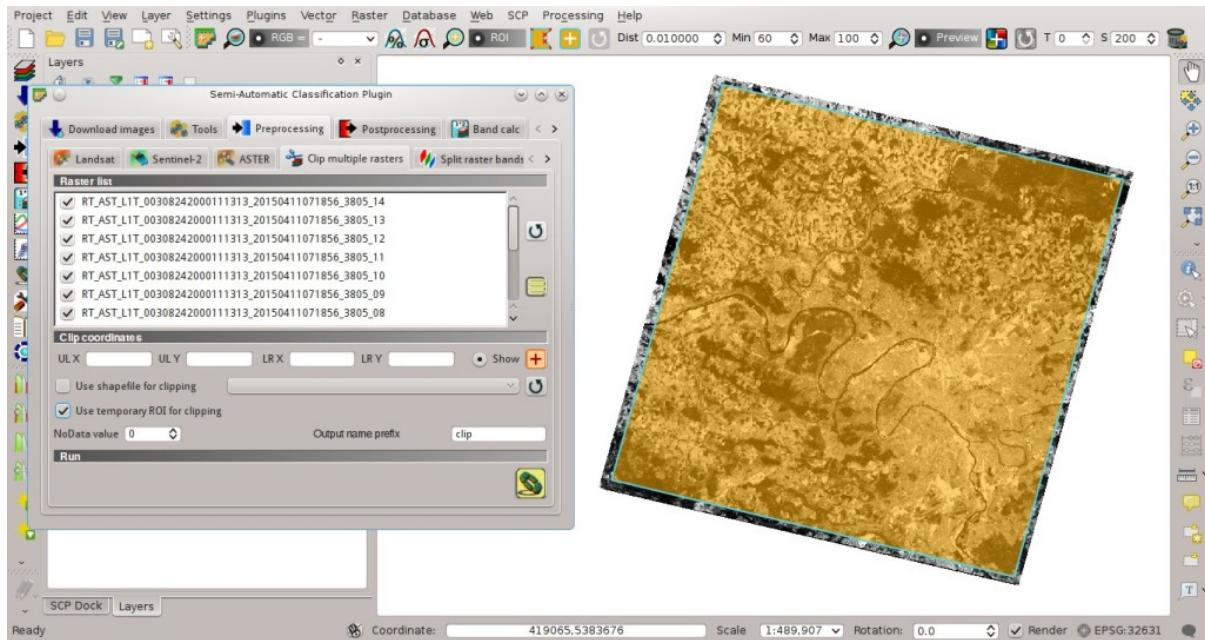 Project Edit View Layer Settings Plugins Vector Raster Database Web SCP Processing Help
RGB = - ROI Dist 0.010000 Min 60 Max 100 Preview T 0 S 200
Layers
Semi-Automatic Classification Plugin
Download images Tools Preprocessing Postprocessing Band calc
Landsat Sentinel-2 ASTER Clip multiple rasters Split raster bands
Raster list
RT_AST_L1T_00308242000111313_20150411071856_3805_14
RT_AST_L1T_00308242000111313_20150411071856_3805_13
RT_AST_L1T_00308242000111313_20150411071856_3805_12
RT_AST_L1T_00308242000111313_20150411071856_3805_11
RT_AST_L1T_00308242000111313_20150411071856_3805_10
RT_AST_L1T_00308242000111313_20150411071856_3805_09
RT_AST_L1T_00308242000111313_20150411071856_3805_08
Clip coordinates
UL X UL Y LR X LR Y Show
Use shapefile for clipping
Use temporary ROI for clipping
NoData value 0 Output name prefix clip
Run
SCP Dock Layers
Ready Coordinate: 419065,5383676 Scale 1:489,907 Rotation: 0.0 Render EPSG:32631